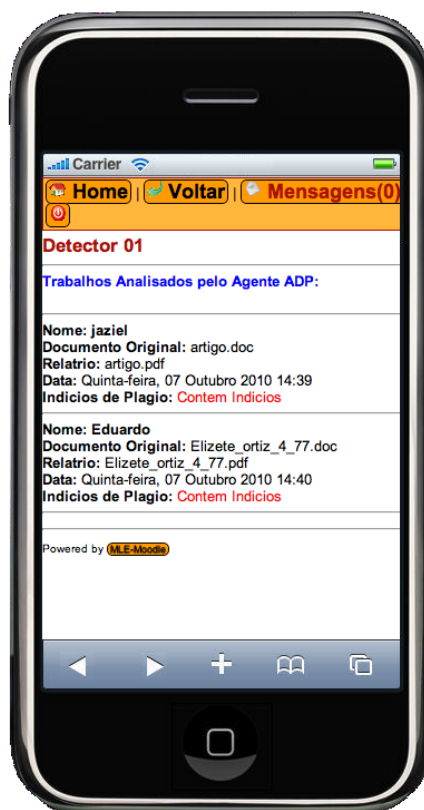 Carrier
Home | Voltar | Mensagens(0)
Detector 01
Trabalhos Analisados pelo Agente ADP:
Nome: jaziel
Documento Original: artigo.doc
Relatrio: artigo.pdf
Data: Quinta-feira, 07 Outubro 2010 14:39
Indicios de Plagio: Contem Indicios
Nome: Eduardo
Documento Original: Elizete_ortiz_4_77.doc
Relatrio: Elizete_ortiz_4_77.pdf
Data: Quinta-feira, 07 Outubro 2010 14:40
Indicios de Plagio: Contem Indicios
Powered by MLE-Moodle